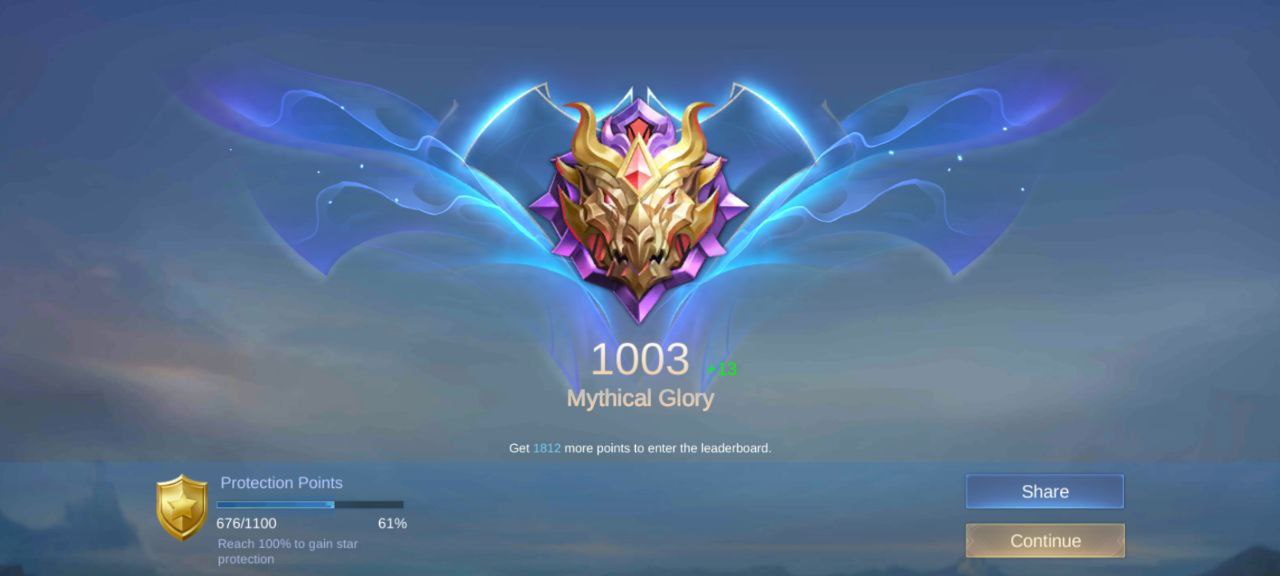 1003 +13
Mythical Glory
Get 1812 more points to enter the leaderboard.
Protection Points
676/1100 61%
Reach 100% to gain star
protection
Share
Continue